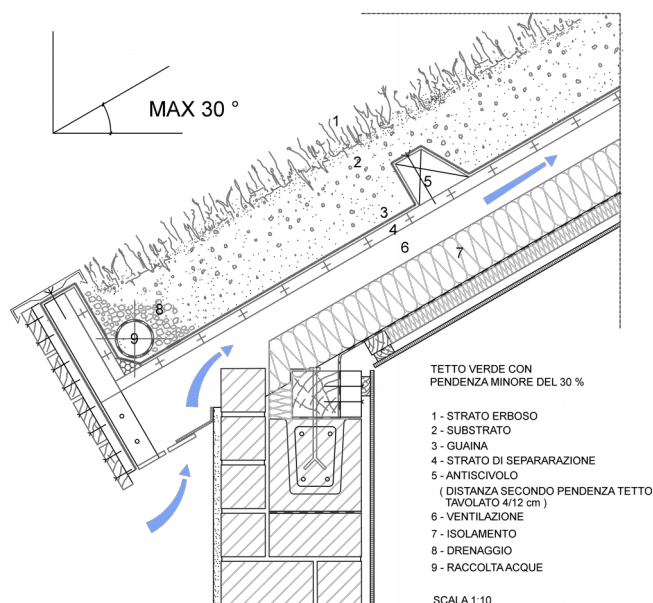 MAX 30 °
1
2
5
3
4
6
7
8
9
TETTO VERDE CON
PENDENZA MINORE DEL 30 %
1 - STRATO ERBOSO
2 - SUBSTRATO
3 - GUAINA
4 - STRATO DI SEPARARAZIONE
5 - ANTISCIVOLO
( DISTANZA SECONDO PENDENZA TETTO
TAVOLATO 4/12 cm )
6 - VENTILAZIONE
7 - ISOLAMENTO
8 - DRENAGGIO
9 - RACCOLTA ACQUE
SCALA 1:10